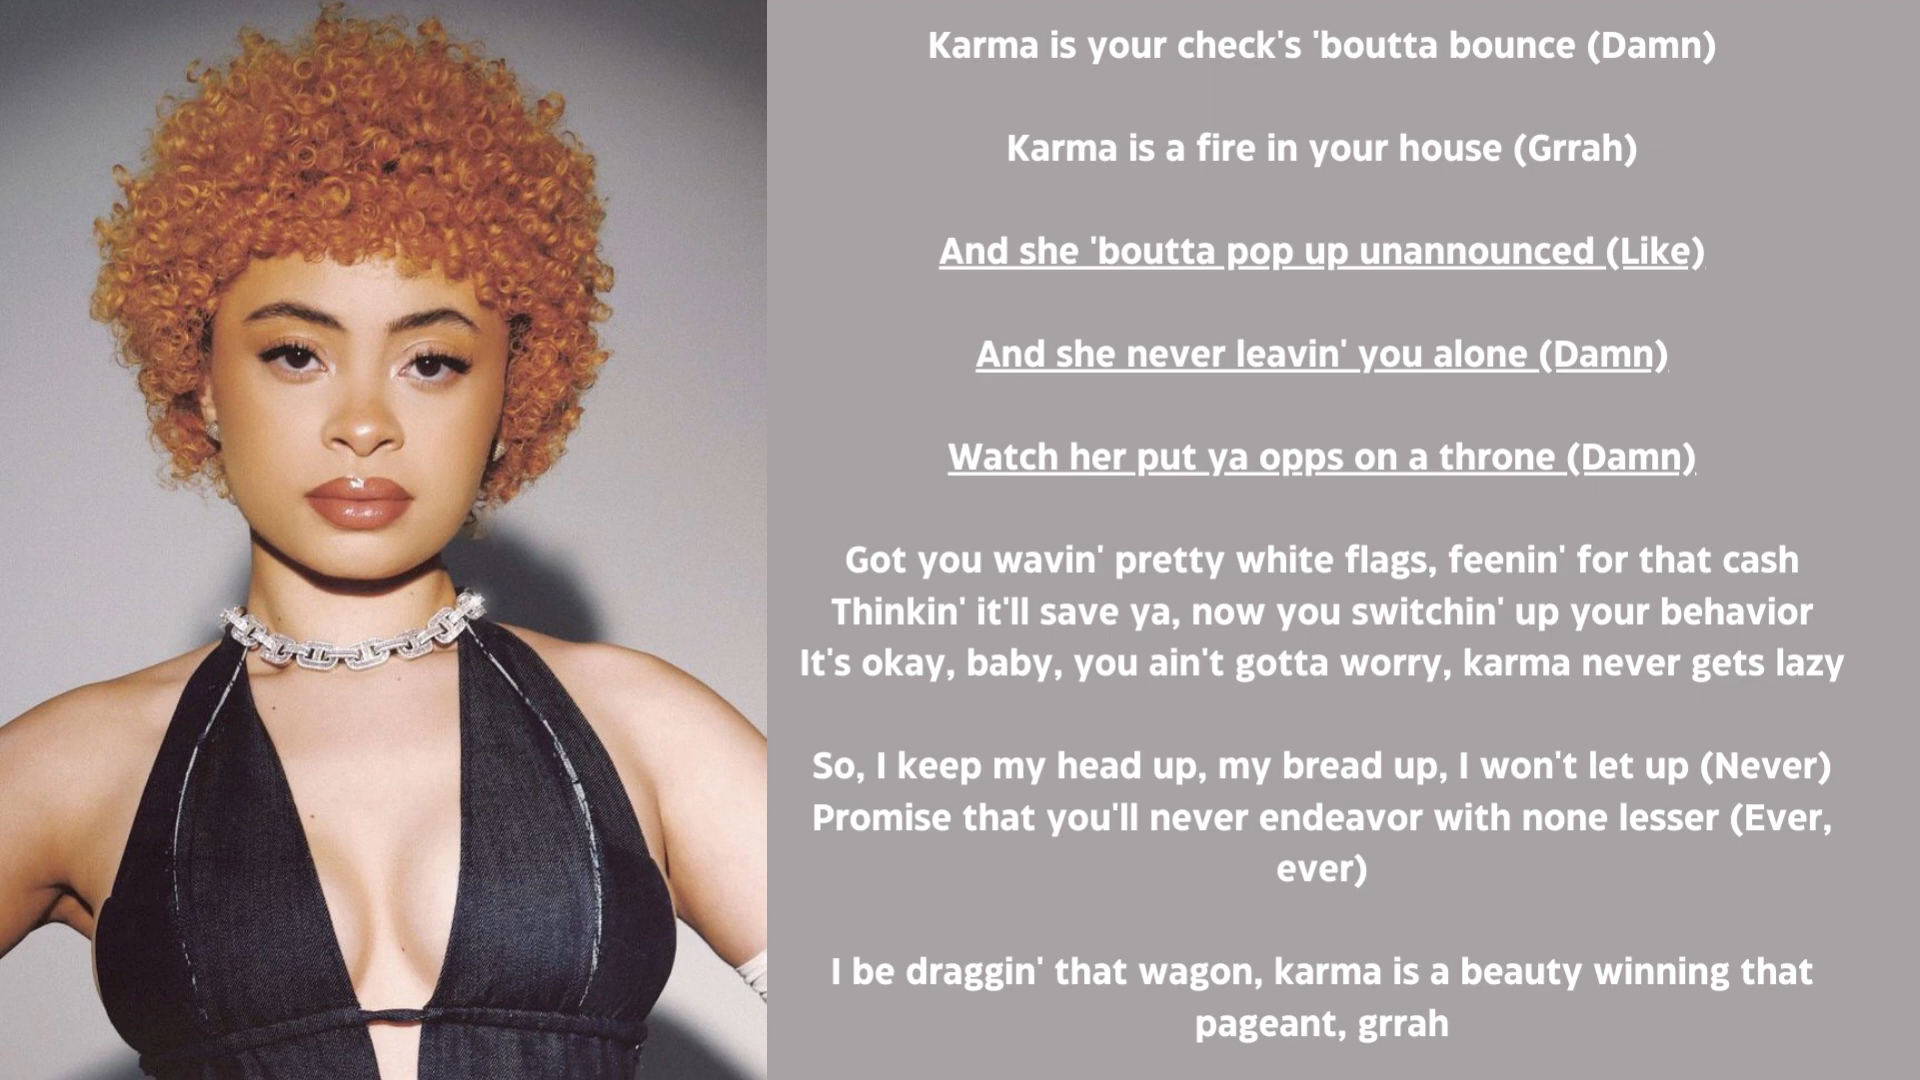 Karma is your check's 'boutta bounce (Damn)
Karma is a fire in your house (Grrah)
And she 'boutta pop up unannounced (Like)
And she never leavin' you alone (Damn)
Watch her put ya opps on a throne (Damn)
Got you wavin' pretty white flags, feenin' for that cash
Thinkin' it'll save ya, now you switchin' up your behavior
It's okay, baby, you ain't gotta worry, karma never gets lazy
So, I keep my head up, my bread up, I won't let up (Never)
Promise that you'll never endeavor with none lesser (Ever,
ever)
I be draggin' that wagon, karma is a beauty winning that
pageant, grrah